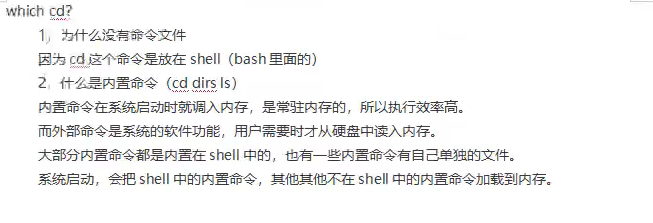 which cd?
1，为什么没有命令文件
因为 cd 这个命令是放在 shell（bash 里面的）
2，什么是内置命令（cd dirs ls）
内置命令在系统启动时就调入内存，是常驻内存的，所以执行效率高。
而外部命令是系统的软件功能，用户需要时才从硬盘中读入内存。
大部分内置命令都是内置在 shell 中的，也有一些内置命令有自己单独的文件。
系统启动，会把 shell 中的内置命令，其他其他不在 shell 中的内置命令加载到内存。